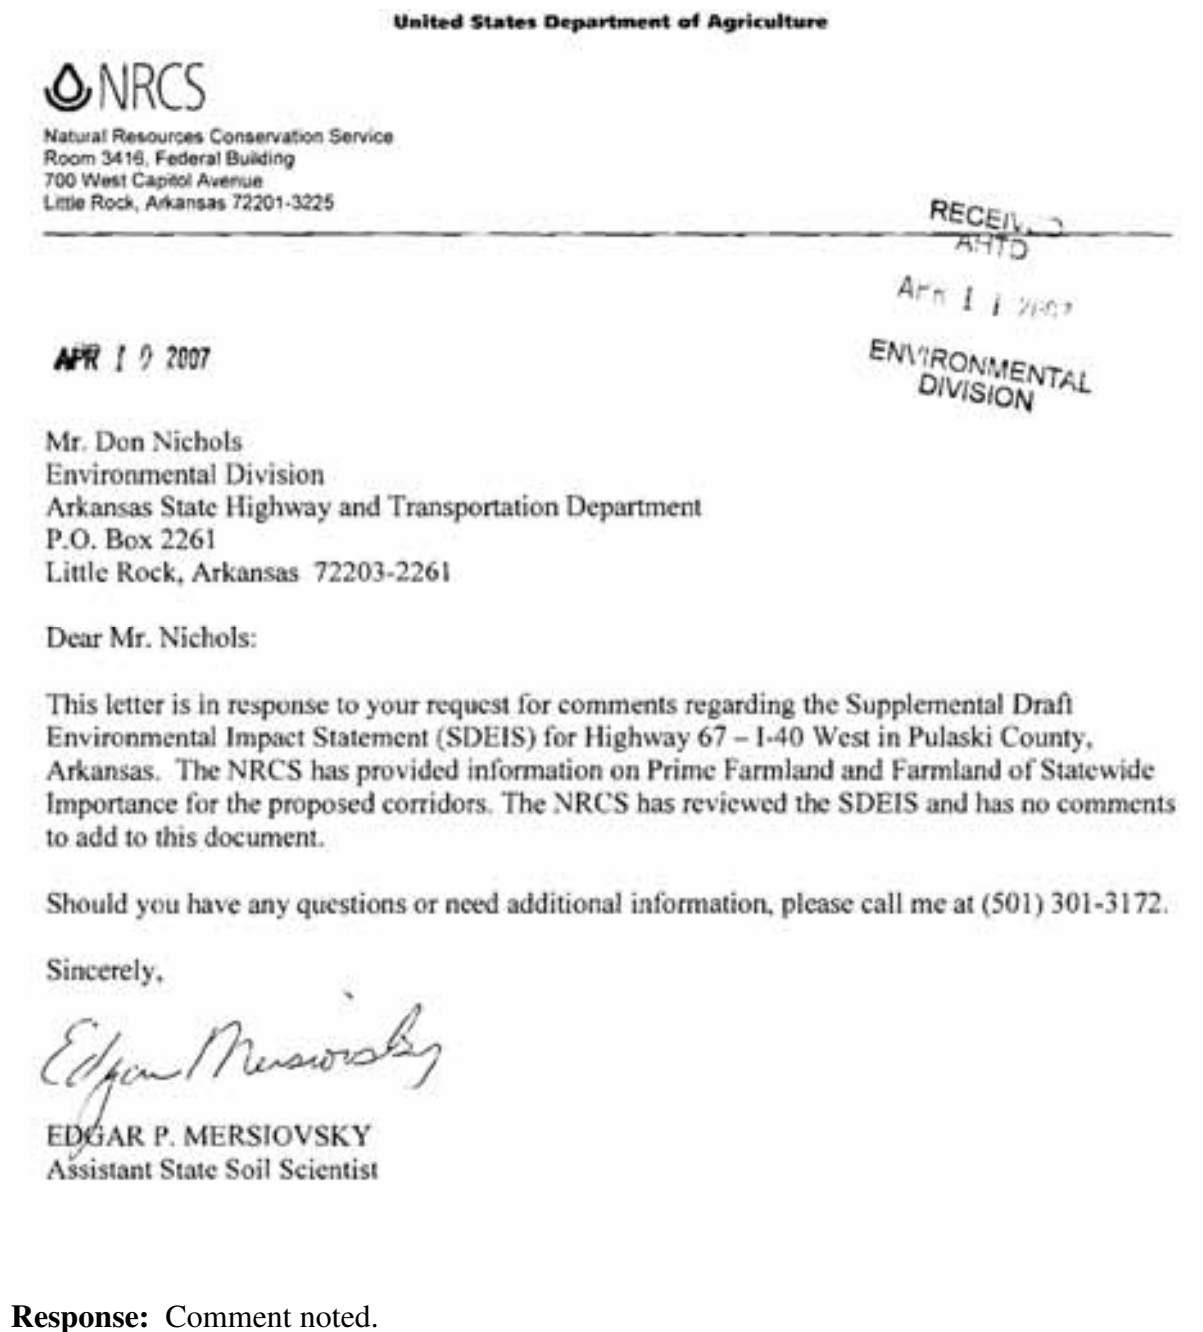 United States Department of Agriculture
NRCS
Natural Resources Conservation Service
Room 3416, Federal Building
700 West Capitol Avenue
Little Rock, Arkansas 72201-3225
AHTD
2007
ENVIRONMENTAL
DIVISION
APR 1 0 2007
Mr. Don Nichols
Environmental Division
Arkansas State Highway and Transportation Department
P.O. Box 2261
Little Rock, Arkansas 72203-2261
Dear Mr. Nichols:
This letter is in response to your request for comments regarding the Supplemental Draft
Environmental Impact Statement (SDEIS) for Highway 67 – I-40 West in Pulaski County,
Arkansas. The NRCS has provided information on Prime Farmland and Farmland of Statewide
Importance for the proposed corridors. The NRCS has reviewed the SDEIS and has no comments
to add to this document.
Should you have any questions or need additional information, please call me at (501) 301-3172.
Sincerely,
Edgar Mersiovsky
EDGAR P. MERSIOVSKY
Assistant State Soil Scientist
Response: Comment noted.